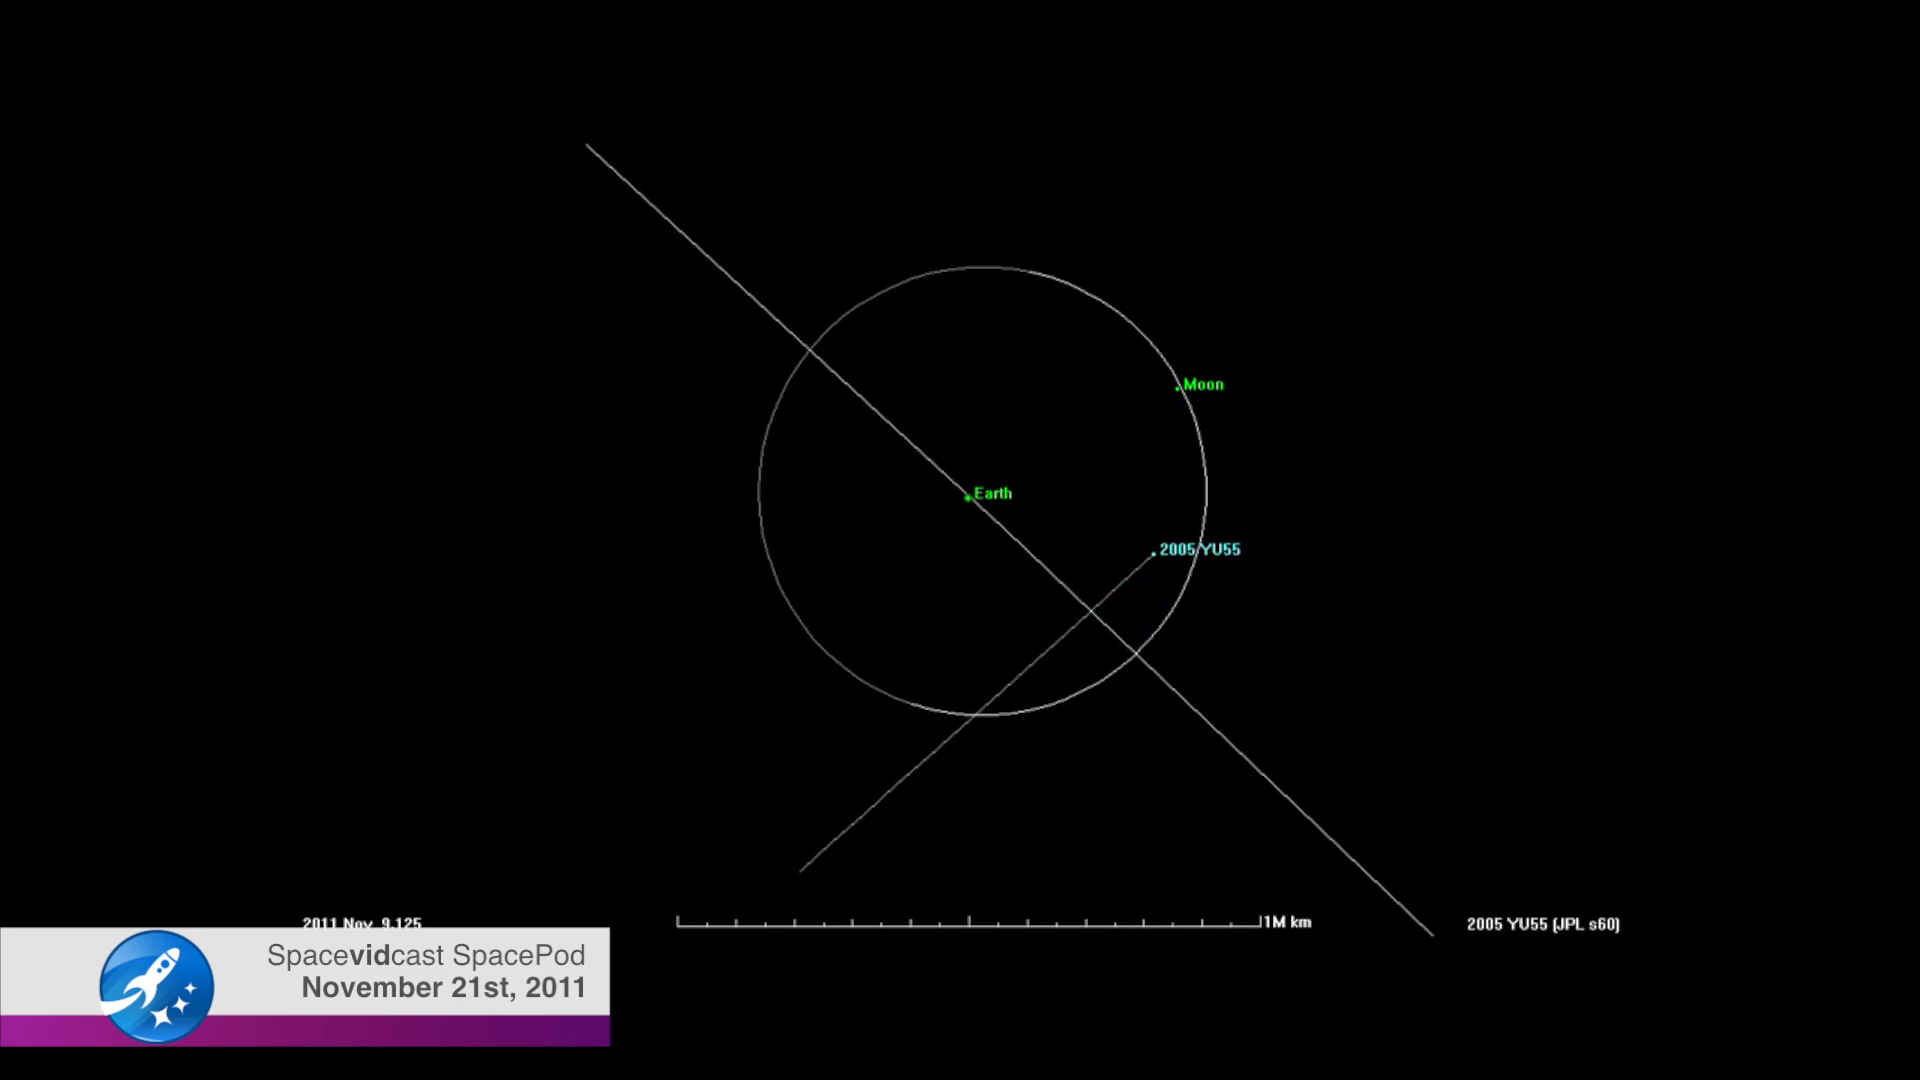 Moon
Earth
2005 YU55
2011 Nov. 9.125
1M km
2005 YU55 (JPL s60)
Spacevidcast SpacePod
November 21st, 2011